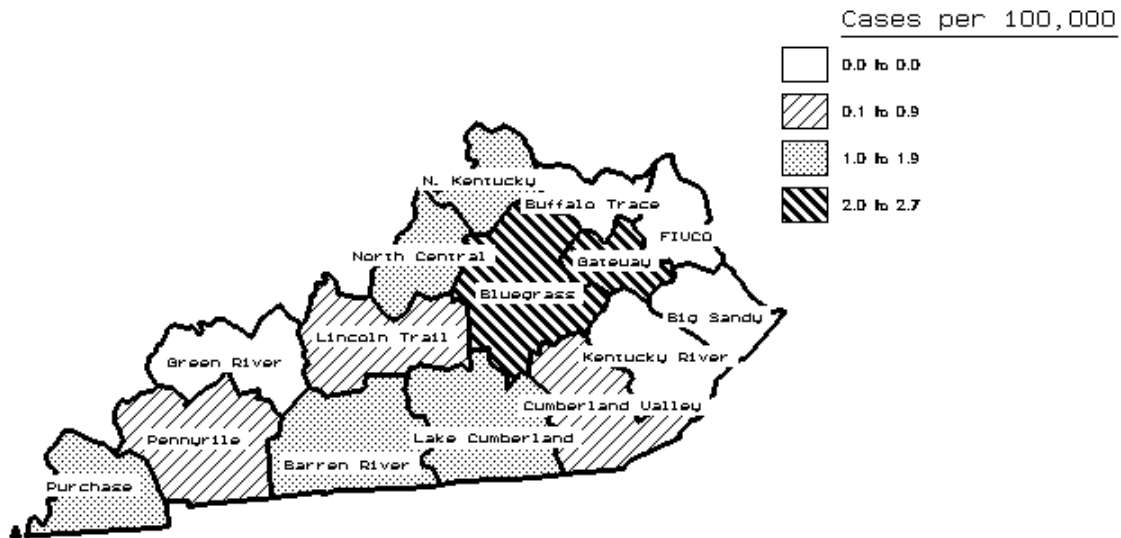 Cases per 100,000
0.0 to 0.0
0.1 to 0.9
1.0 to 1.9
2.0 to 2.7
N. Kentucky
Buffalo Trace
FIVCO
North Central
Gateway
Bluegrass
Big Sandy
Lincoln Trail
Kentucky River
Green River
Cumberland Valley
Pennyrile
Lake Cumberland
Barren River
Purchase